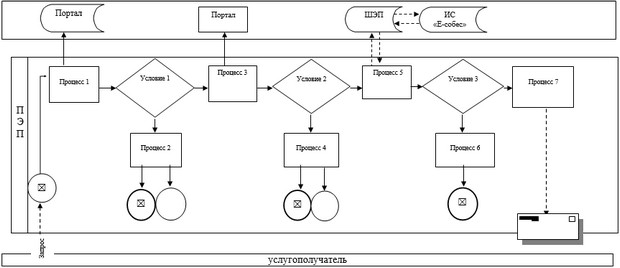 Портал
Портал
ШЭП
ИС
«Е-собес»
Процесс 1
Условие 1
Процесс 3
Условие 2
Процесс 5
Условие 3
Процесс 7
П
Э
П
Процесс 2
Процесс 4
Процесс 6
Запрос
услугополучатель